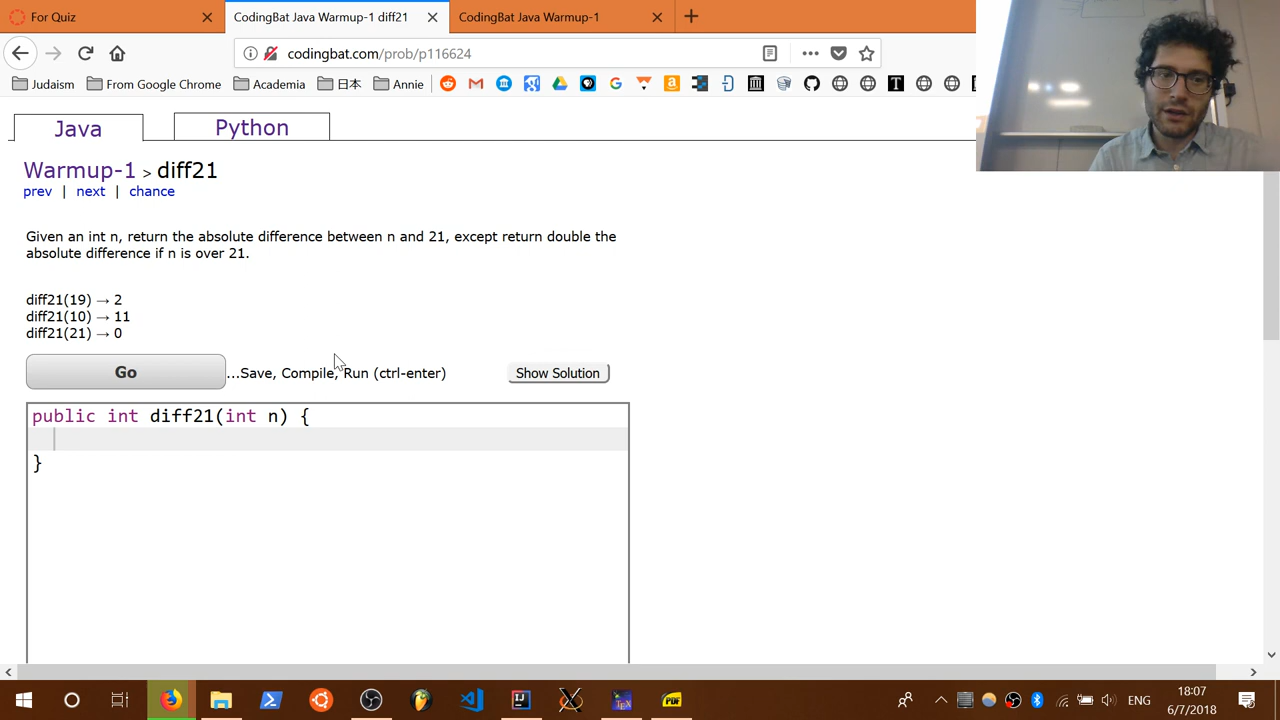 For Quiz
CodingBat Java Warmup-1 diff21
CodingBat Java Warmup-1
codingbat.com/prob/p116624
Judaism
From Google Chrome
Academia
日本
Annie
Java
Python
Warmup-1 > diff21
prev | next | chance
Given an int n, return the absolute difference between n and 21, except return double the
absolute difference if n is over 21.
diff21(19) → 2
diff21(10) → 11
diff21(21) → 0
Go
...Save, Compile, Run (ctrl-enter)
Show Solution
public int diff21(int n) {
}
ENG
18:07
6/7/2018